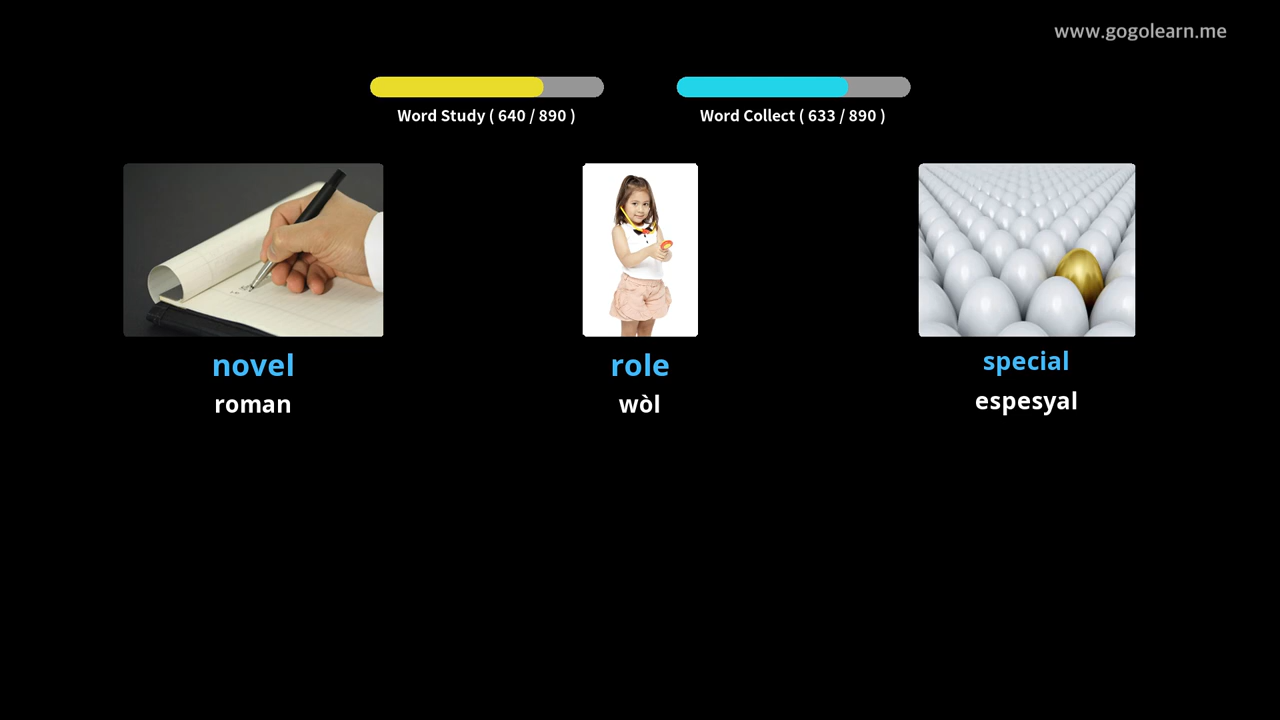 www.gogolearn.me
Word Study ( 640 / 890 )
Word Collect ( 633 / 890 )
novel
roman
role
wòl
special
espesyal